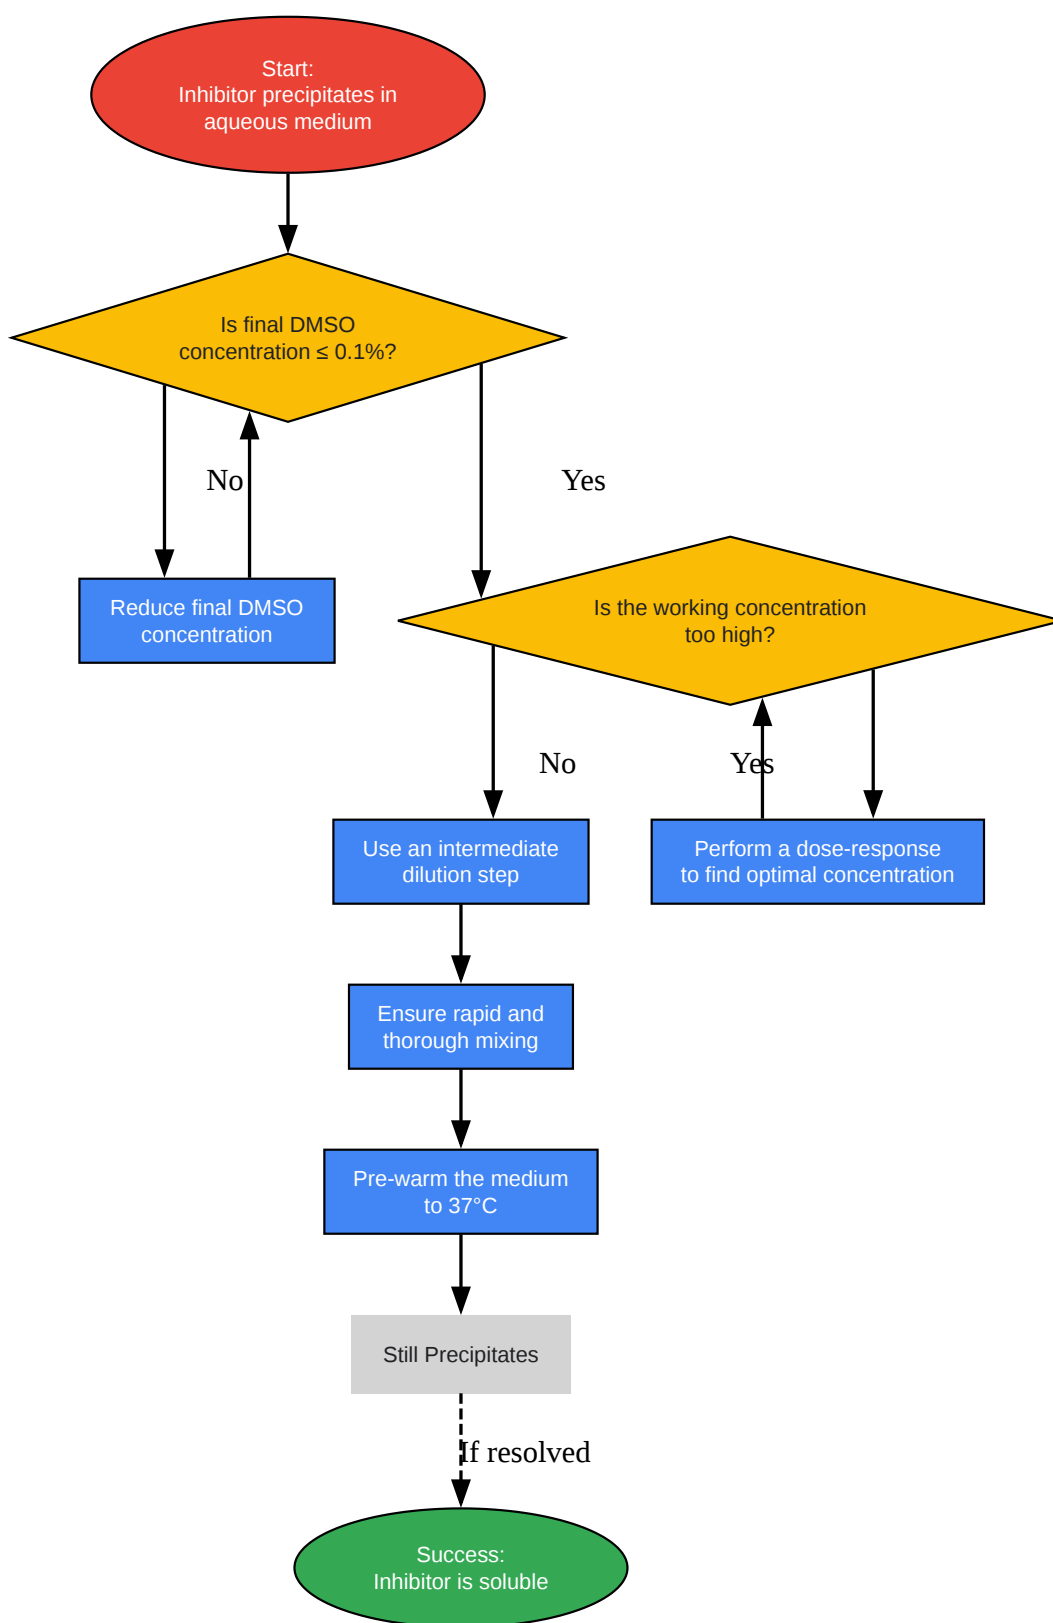 Start:
Inhibitor precipitates in
aqueous medium
Is final DMSO
concentration ≤ 0.1%?
No
Yes
Reduce final DMSO
concentration
Is the working concentration
too high?
No
Yes
Use an intermediate
dilution step
Perform a dose-response
to find optimal concentration
Ensure rapid and
thorough mixing
Pre-warm the medium
to 37°C
Still Precipitates
If resolved
Success:
Inhibitor is soluble